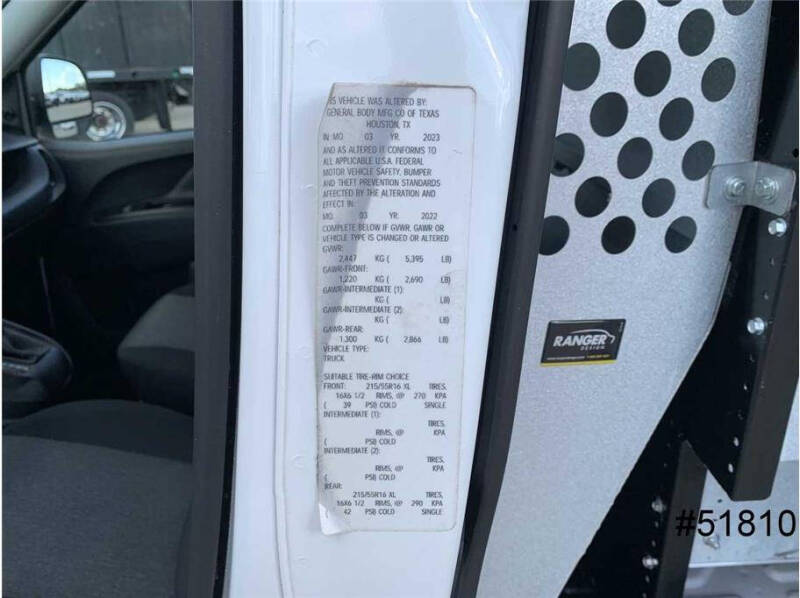 IS VEHICLE WAS ALTERED BY:
GENERAL BODY MFG CO OF TEXAS
HOUSTON, TX
IN: MO 03 YR. 2023
AND AS ALTERED IT CONFORMS TO
ALL APPLICABLE U.S.A. FEDERAL
MOTOR VEHICLE SAFETY, BUMPER
AND THEFT PREVENTION STANDARDS
AFFECTED BY THE ALTERATION AND
EFFECT IN:
MO. 03 YR. 2022
COMPLETE BELOW IF GVWR, GAWR OR
VEHICLE TYPE IS CHANGED OR ALTERED
GVWR:
2,447 KG ( 5,395 LB)
GAWR-FRONT:
1,220 KG ( 2,690 LB)
GAWR-INTERMEDIATE (1):
KG ( LB)
GAWR-INTERMEDIATE (2):
KG ( LB)
GAWR-REAR:
1,300 KG ( 2,866 LB)
VEHICLE TYPE:
TRUCK
SUITABLE TIRE-RIM CHOICE
FRONT: 215/55R16 XL TIRES,
16X6 1/2 RIMS, @ 270 KPA
( 39 PSI) COLD SINGLE
INTERMEDIATE (1):
TIRES,
RIMS, @ KPA
( PSI) COLD
INTERMEDIATE (2):
TIRES,
RIMS, @ KPA
( PSI) COLD
REAR:
215/55R16 XL TIRES,
16X6 1/2 RIMS, @ 290 KPA
42 PSI) COLD SINGLE
RANGER
DESIGN
#51810